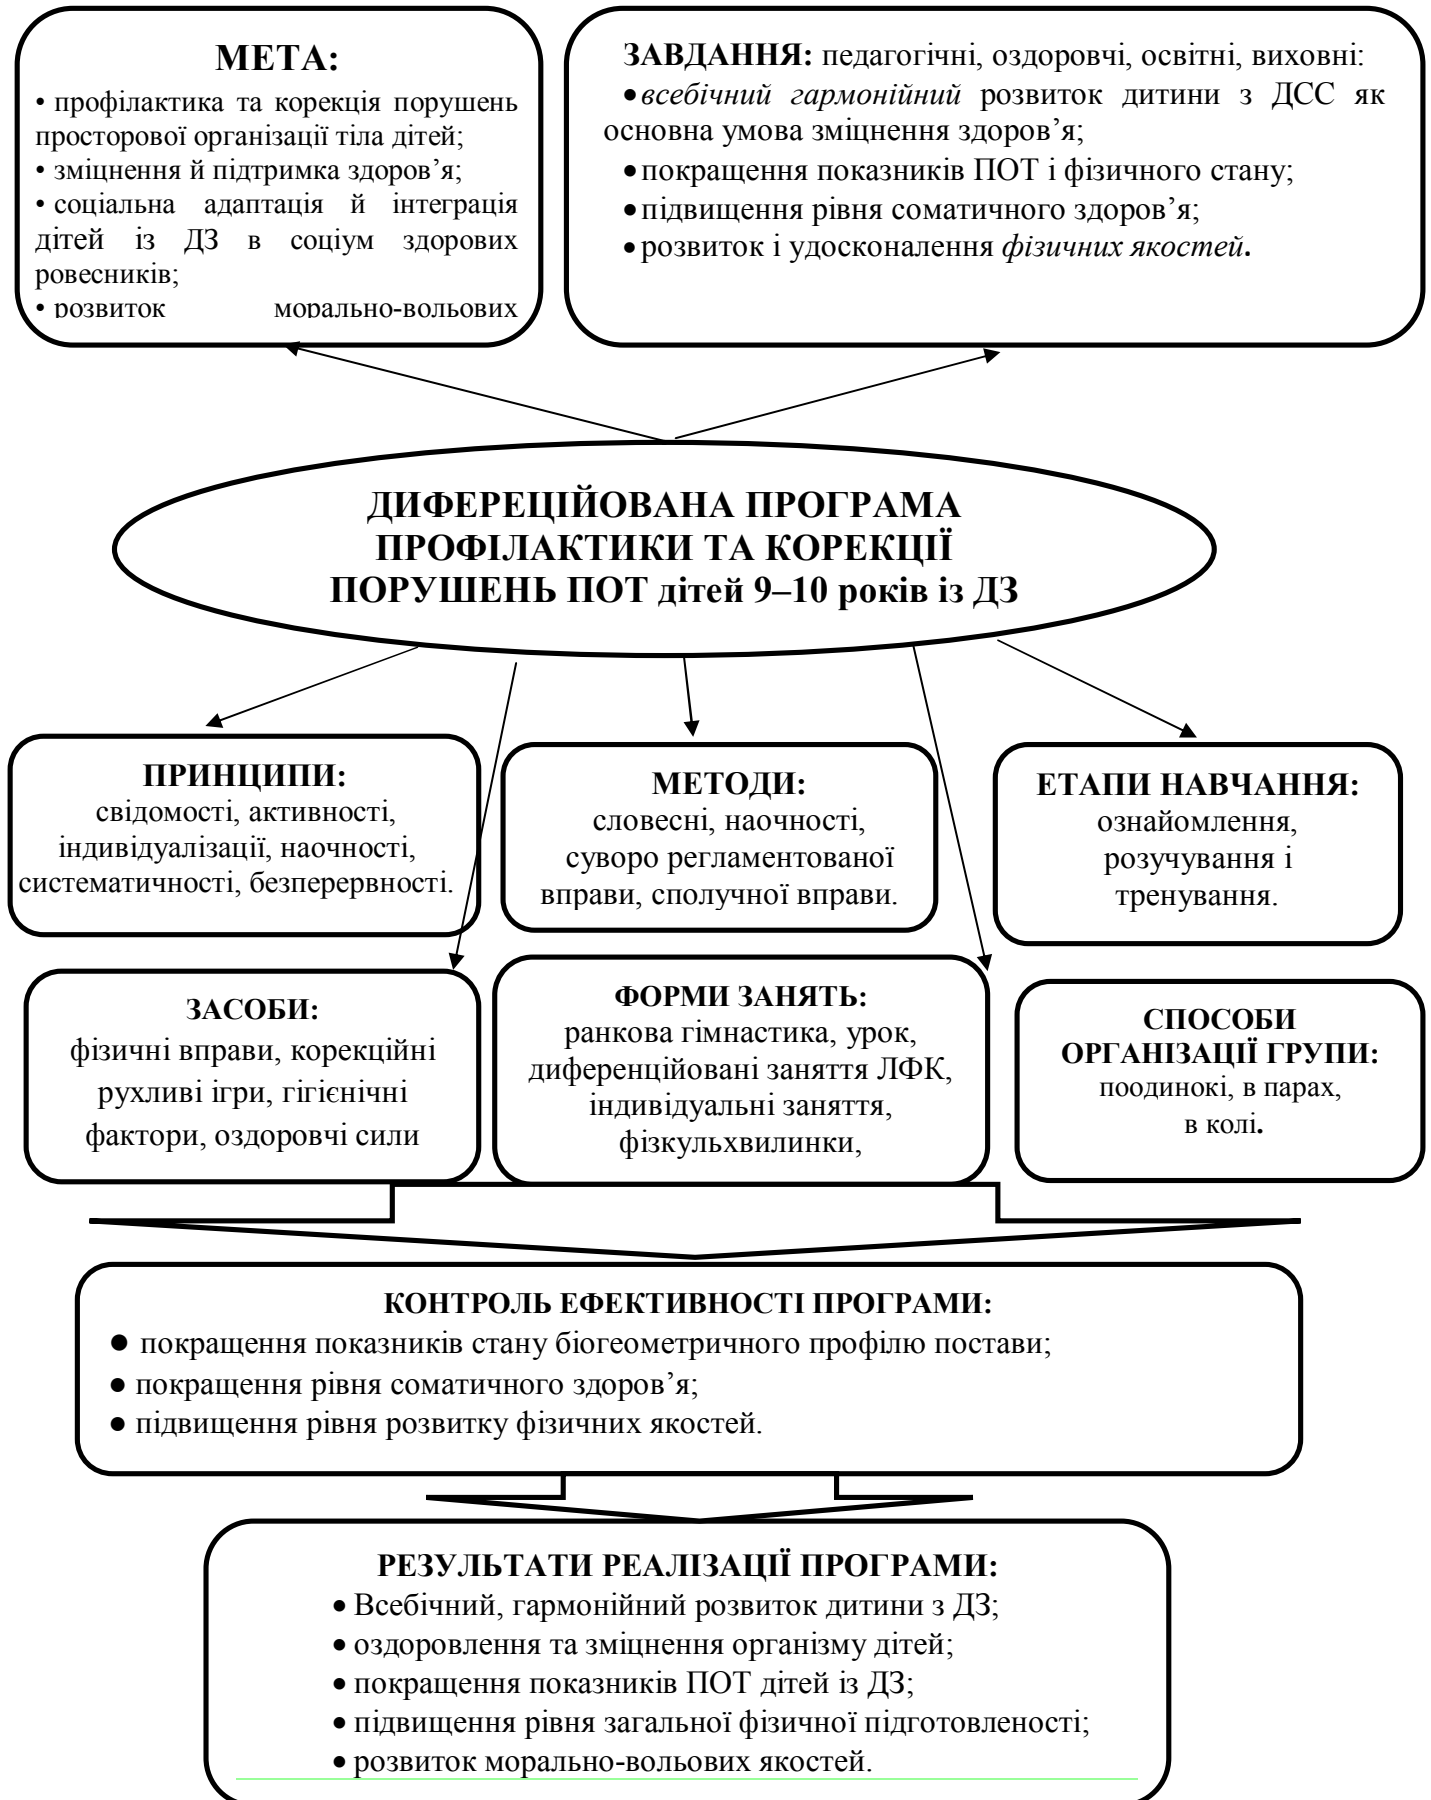 МЕТА:
• профілактика та корекція порушень
просторової організації тіла дітей;
• зміцнення й підтримка здоров’я;
• соціальна адаптація й інтеграція
дітей із ДЗ в соціум здорових
ровесників;
• розвиток морально-вольових
ЗАВДАННЯ: педагогічні, оздоровчі, освітні, виховні:
• всебічний гармонійний розвиток дитини з ДСС як
основна умова зміцнення здоров’я;
• покращення показників ПОТ і фізичного стану;
• підвищення рівня соматичного здоров’я;
• розвиток і удосконалення фізичних якостей.
ДИФЕРЕЦІЙОВАНА ПРОГРАМА
ПРОФІЛАКТИКИ ТА КОРЕКЦІЇ
ПОРУШЕНЬ ПОТ дітей 9–10 років із ДЗ
ПРИНЦИПИ:
свідомості, активності,
індивідуалізації, наочності,
систематичності, безперервності.
МЕТОДИ:
словесні, наочності,
суворо регламентованої
вправи, сполучної вправи.
ЕТАПИ НАВЧАННЯ:
ознайомлення,
розучування і
тренування.
ЗАСОБИ:
фізичні вправи, корекційні
рухливі ігри, гігієнічні
фактори, оздоровчі сили
ФОРМИ ЗАНЯТЬ:
ранкова гімнастика, урок,
диференційовані заняття ЛФК,
індивідуальні заняття,
фізкульхвилинки,
СПОСОБИ
ОРГАНІЗАЦІЇ ГРУПИ:
поодинокі, в парах,
в колі.
КОНТРОЛЬ ЕФЕКТИВНОСТІ ПРОГРАМИ:
• покращення показників стану біогеометричного профілю постави;
• покращення рівня соматичного здоров’я;
• підвищення рівня розвитку фізичних якостей.
РЕЗУЛЬТАТИ РЕАЛІЗАЦІЇ ПРОГРАМИ:
• Всебічний, гармонійний розвиток дитини з ДЗ;
• оздоровлення та зміцнення організму дітей;
• покращення показників ПОТ дітей із ДЗ;
• підвищення рівня загальної фізичної підготовленості;
• розвиток морально-вольових якостей.